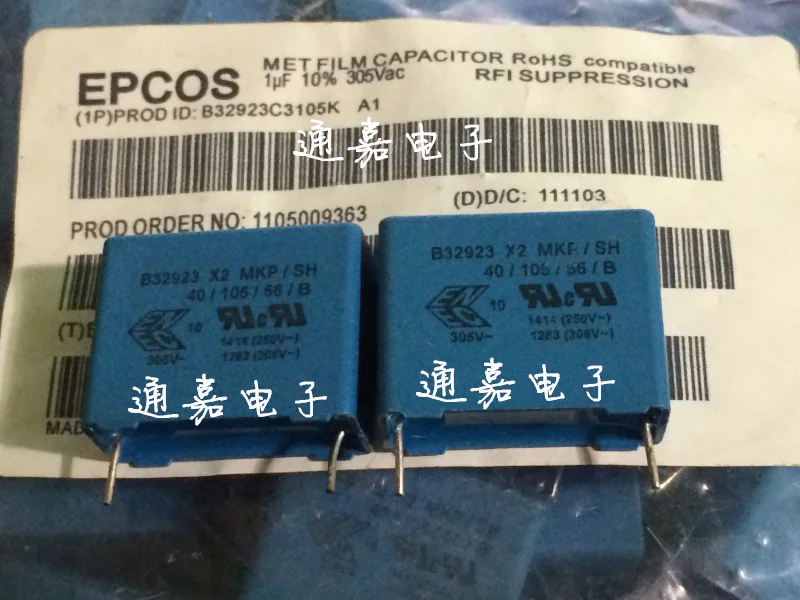 EPCOS
MET FILM CAPACITOR RoHS compatible
1µF 10% 305Vac RFI SUPPRESSION
(1P)PROD ID: B32923C3105K A1
通嘉电子
(D)D/C: 111103
PROD ORDER NO: 1105009363
B32923 X2 MKP / SH
40 / 105 / 56 / B
10
1414 (250V~)
305V~ 1283 (305V~)
通嘉电子
B32923 X2 MKP / SH
40 / 105 / 56 / B
10
1414 (250V~)
305V~ 1283 (305V~)
通嘉电子
(T)
MAD